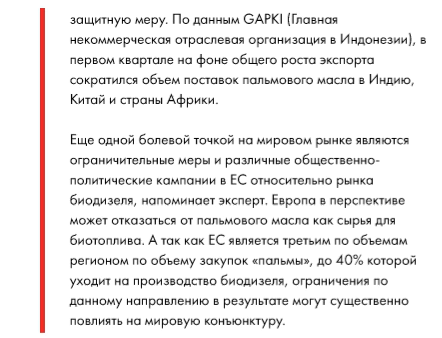 защитную меру. По данным GAPKI (Главная
некоммерческая отраслевая организация в Индонезии), в
первом квартале на фоне общего роста экспорта
сократился объем поставок пальмового масла в Индию,
Китай и страны Африки.
Еще одной болевой точкой на мировом рынке являются
ограничительные меры и различные общественно-
политические кампании в ЕС относительно рынка
биодизеля, напоминает эксперт. Европа в перспективе
может отказаться от пальмового масла как сырья для
биотоплива. А так как ЕС является третьим по объемам
регионом по объему закупок «пальмы», до 40% которой
уходит на производство биодизеля, ограничения по
данному направлению в результате могут существенно
повлиять на мировую конъюнктуру.